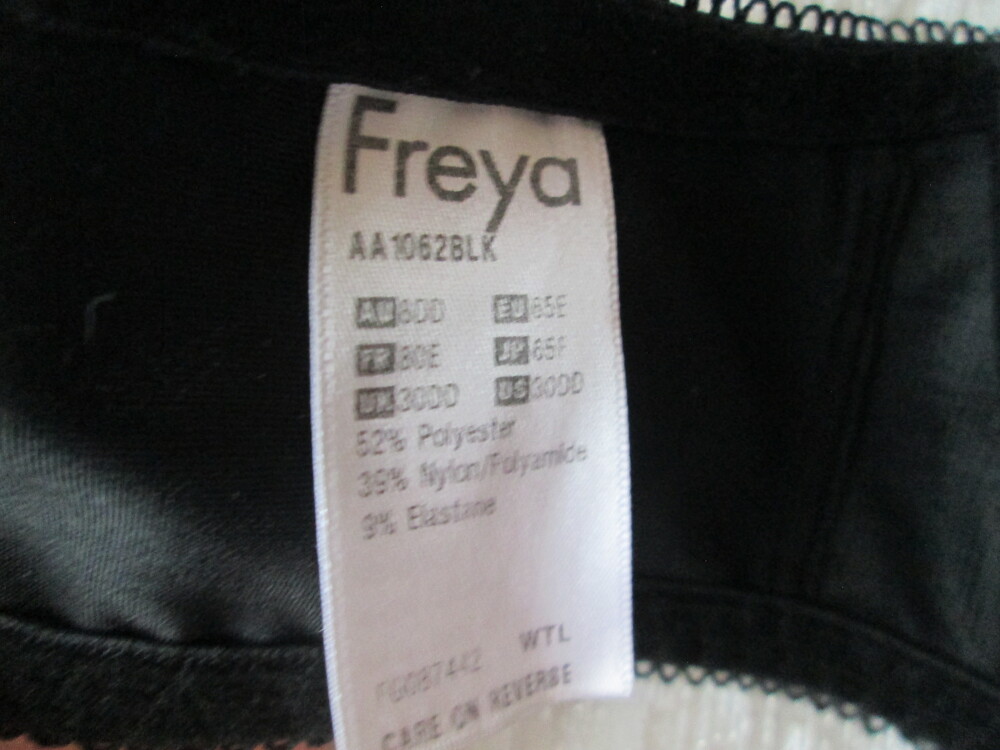 Freya
AA1062BLK
AU 8DD EU 65E
FR 80E JP 65F
UK 30DD US 30DD
52% Polyester
39% Nylon/Polyamide
9% Elastane
WTL
FG087442
CARE ON REVERSE